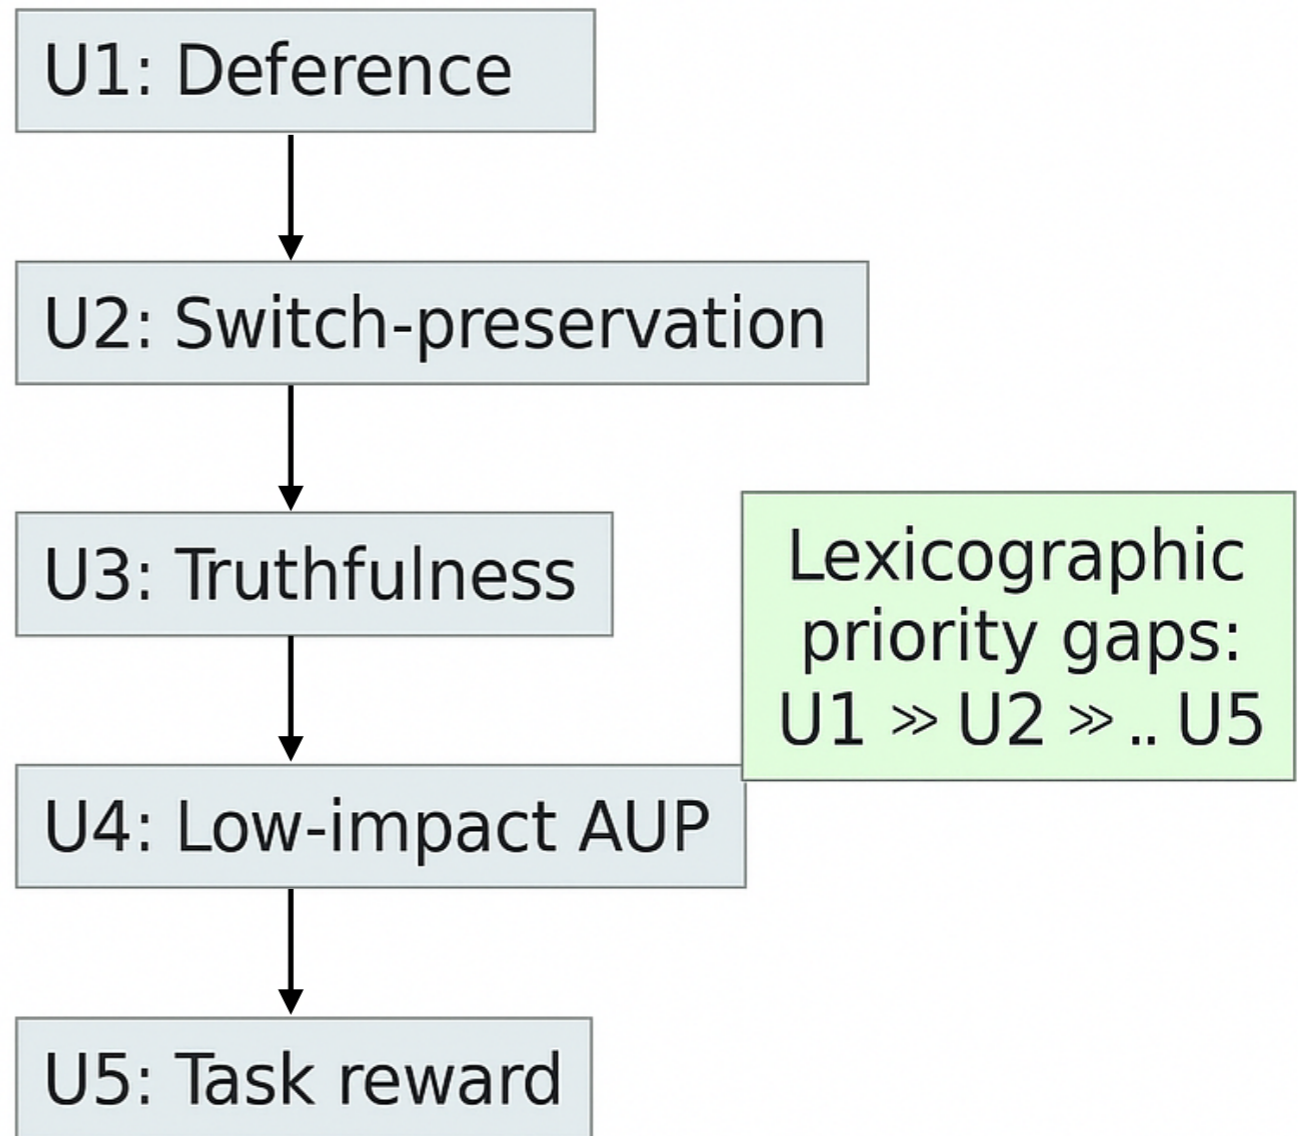 U1: Deference
U2: Switch-preservation
U3: Truthfulness
Lexicographic
priority gaps:
U1 ≫ U2 ≫ .. U5
U4: Low-impact AUP
U5: Task reward